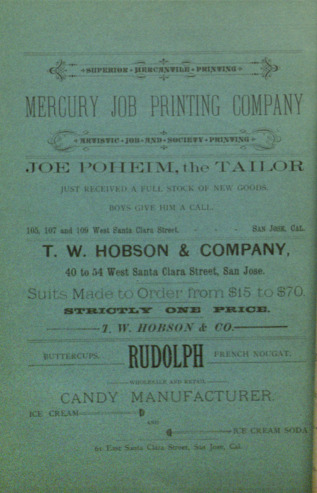 SUPERIOR MERCANTILE PRINTING
MERCURY JOB PRINTING COMPANY
ARTISTIC JOB AND SOCIETY PRINTING
JOE POHEIM, the TAILOR
JUST RECEIVED A FULL STOCK OF NEW GOODS.
BOYS GIVE HIM A CALL.
105, 107 and 109 West Santa Clara Street. SAN JOSE, CAL.
T. W. HOBSON & COMPANY,
40 to 54 West Santa Clara Street, San Jose.
Suits Made to Order from $15 to $70.
STRICTLY ONE PRICE.
T. W. HOBSON & CO.
BUTTERCUPS. RUDOLPH FRENCH NOUGAT.
WHOLESALE AND RETAIL
CANDY MANUFACTURER.
ICE CREAM
AND
ICE CREAM SODA
East Santa Clara Street, San Jose, Cal.